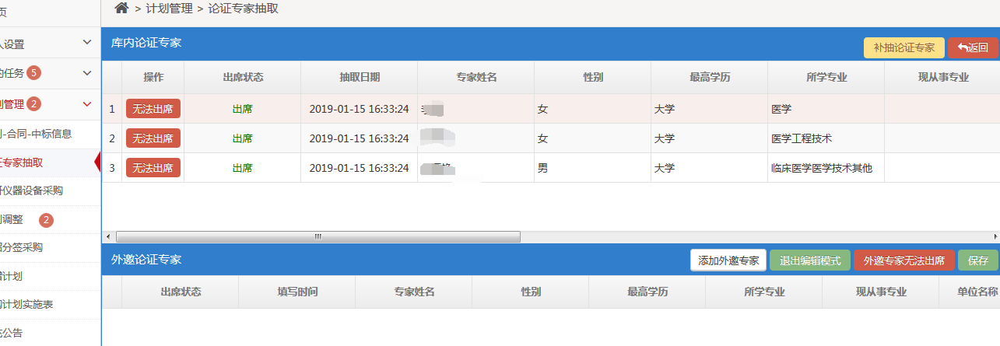 页
> 计划管理 > 论证专家抽取
人设置
的任务 5
划管理 2
-合同-中标信息
证专家抽取
研仪器设备采购
调整 2
分签采购
计划
购计划实施表
公告
库内论证专家
补抽论证专家 返回
操作 出席状态 抽取日期 专家姓名 性别 最高学历 所学专业 现从事专业
1 无法出席 出席 2019-01-15 16:33:24 女 大学 医学
2 无法出席 出席 2019-01-15 16:33:24 女 大学 医学工程技术
3 无法出席 出席 2019-01-15 16:33:24 男 大学 临床医学医学技术其他
外邀论证专家
添加外邀专家 退出编辑模式 外邀专家无法出席 保存
出席状态 填写时间 专家姓名 性别 最高学历 所学专业 现从事专业 单位名称